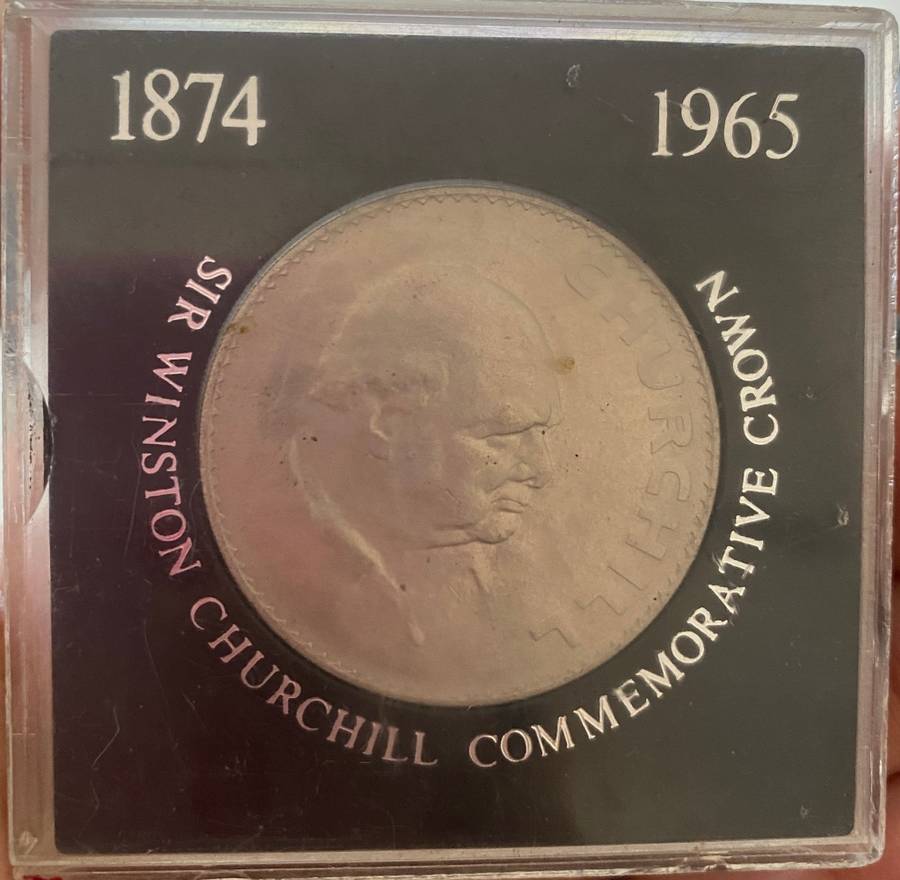 1874
1965
SIR WINSTON CHURCHILL COMMEMORATIVE CROWN
CHURCHILL